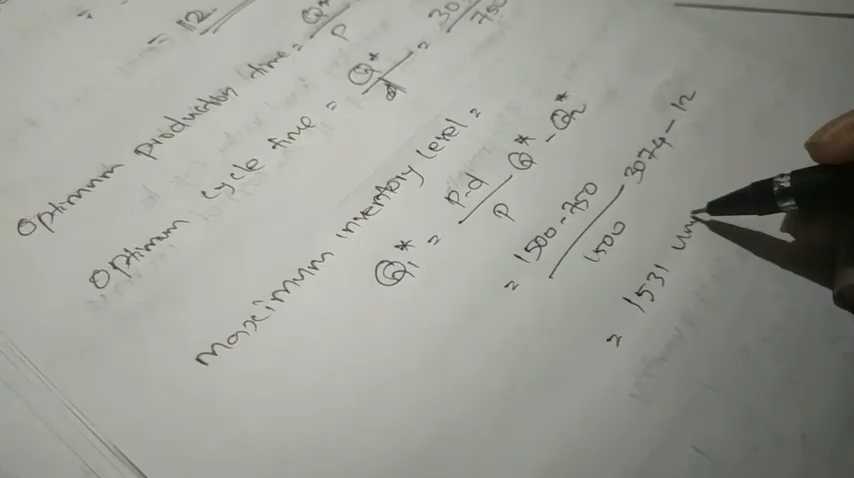 = 12
Optimum production time = Q* / P
Optimum cycle time = Q* / d = 30 / 750
Maximum inventory level =
Q₁* = P-d / P Q* - Q₂*
= 1500-750 / 1500 3074-12
= 1531